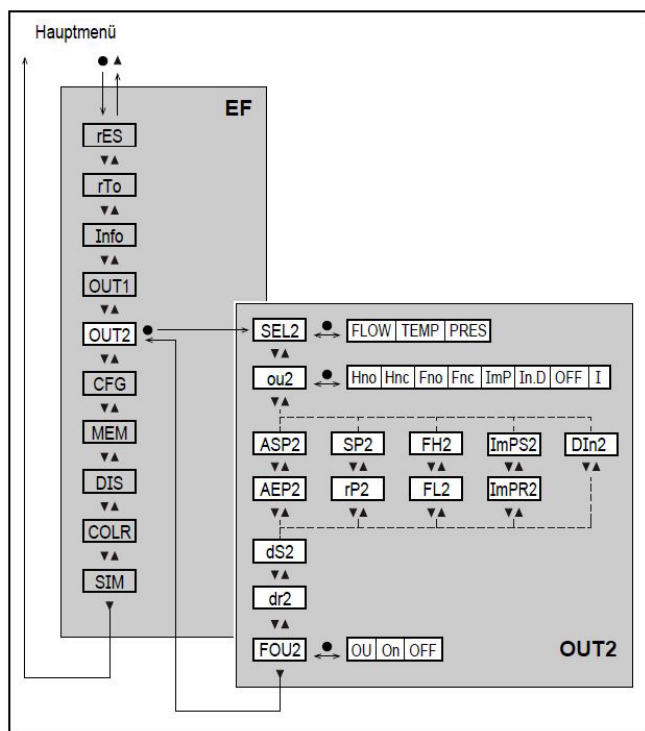 Hauptmenü
EF
rES
rTo
Info
OUT1
OUT2
CFG
MEM
DIS
COLR
SIM
SEL2 FLOW TEMP PRES
ou2 Hno Hnc Fno Fnc ImP In.D OFF I
ASP2 SP2 FH2 ImPS2 DIn2
AEP2 rP2 FL2 ImPR2
dS2
dr2
FOU2 OU On OFF
OUT2